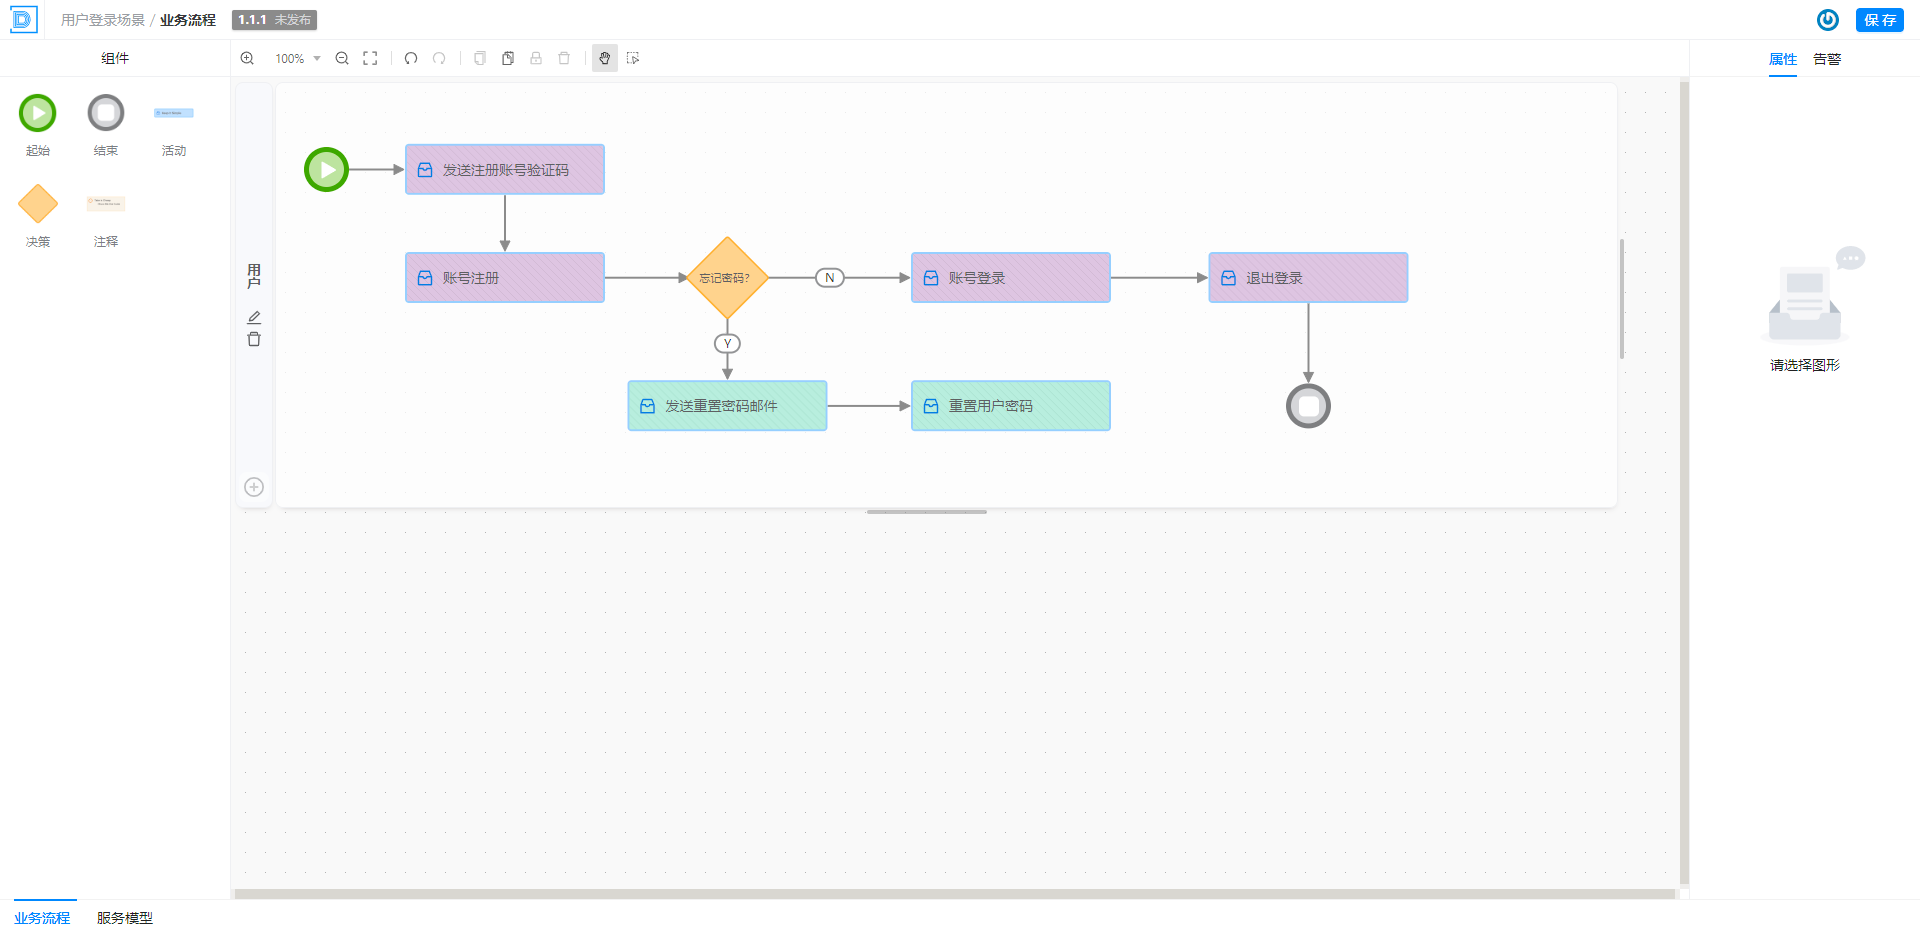 用户登录场景 / 业务流程 1.1.1 未发布
保存
组件
100%
属性 告警
起始 结束 活动
决策 注释
用户
发送注册账号验证码
账号注册
忘记密码?
N
账号登录
退出登录
Y
发送重置密码邮件
重置用户密码
请选择图形
业务流程 服务模型